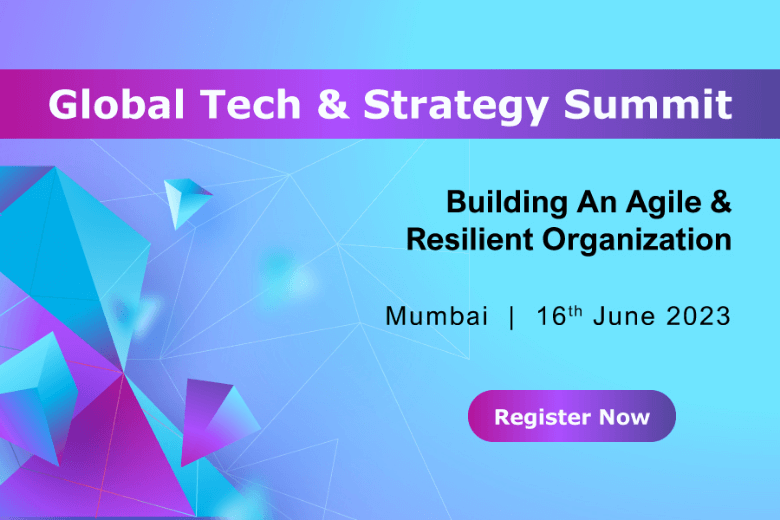 Global Tech & Strategy Summit
Building An Agile &
Resilient Organization
Mumbai | 16th June 2023
Register Now